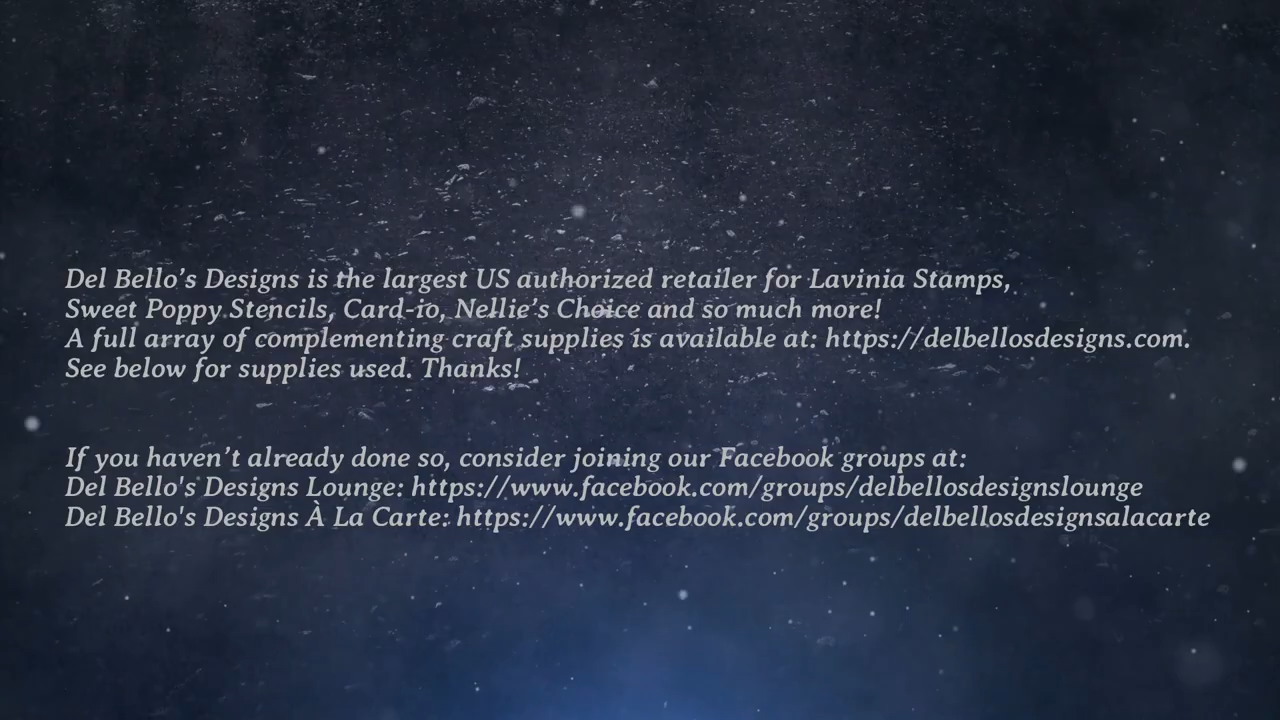 Del Bello’s Designs is the largest US authorized retailer for Lavinia Stamps,
Sweet Poppy Stencils, Card-io, Nellie’s Choice and so much more!
A full array of complementing craft supplies is available at: https://delbellosdesigns.com.
See below for supplies used. Thanks!
If you haven’t already done so, consider joining our Facebook groups at:
Del Bello's Designs Lounge: https://www.facebook.com/groups/delbellosdesignslounge
Del Bello's Designs À La Carte: https://www.facebook.com/groups/delbellosdesignsalacarte